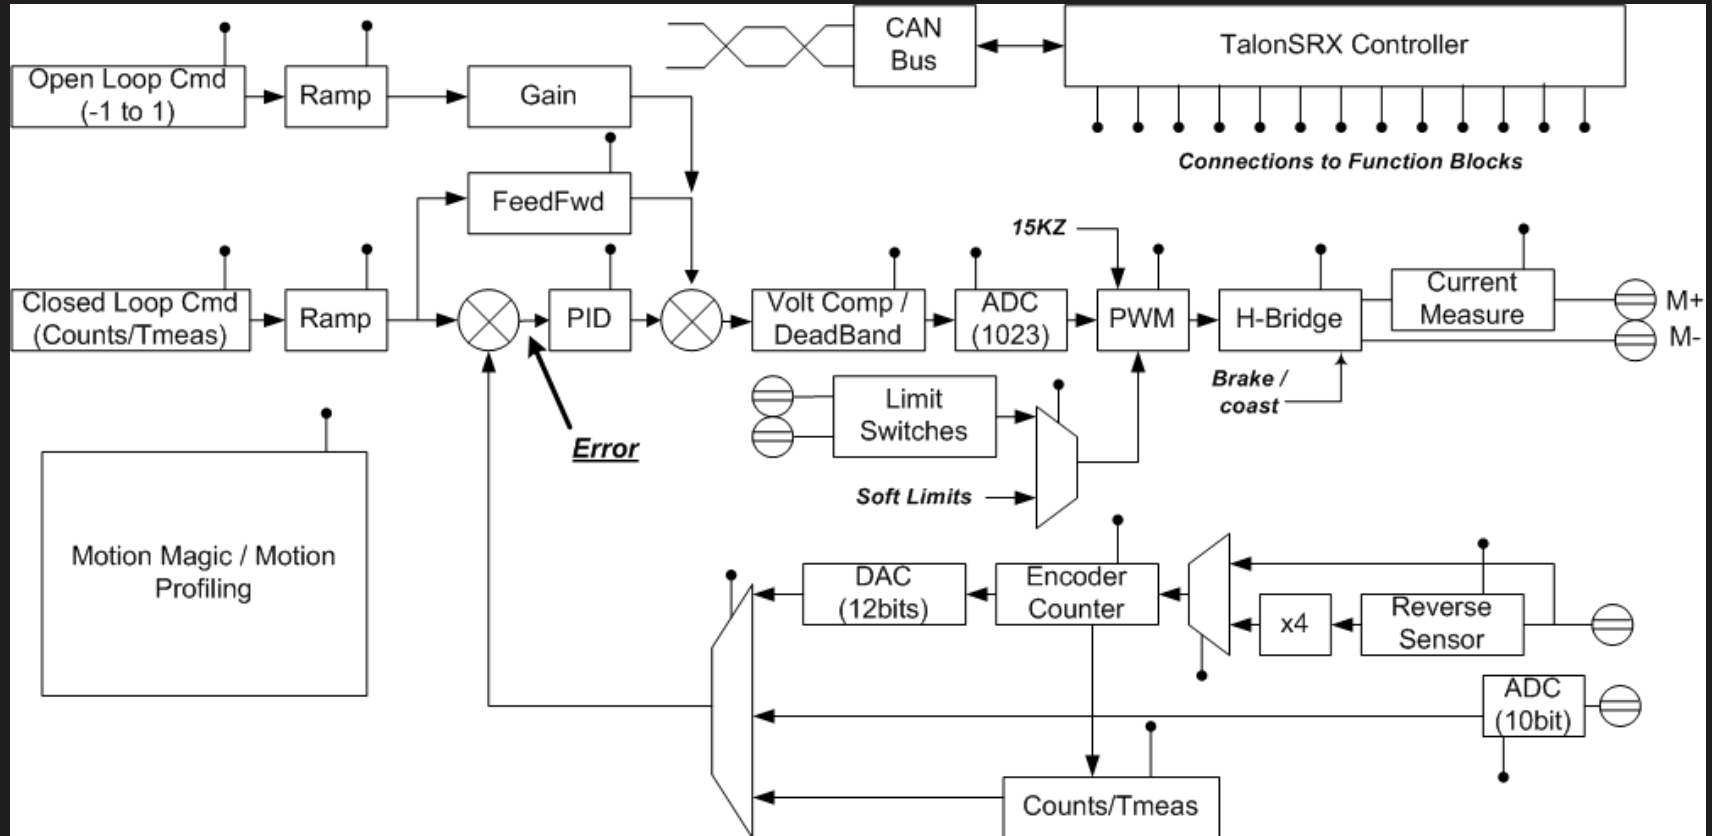 CAN
Bus
TalonSRX Controller
Open Loop Cmd
(-1 to 1)
Ramp
Gain
Connections to Function Blocks
FeedFwd
15KZ
Closed Loop Cmd
(Counts/Tmeas)
Ramp
PID
Volt Comp /
DeadBand
ADC
(1023)
PWM
H-Bridge
Current
Measure
M+
M-
Brake /
coast
Limit
Switches
Error
Soft Limits
Motion Magic / Motion
Profiling
DAC
(12bits)
Encoder
Counter
x4
Reverse
Sensor
ADC
(10bit)
Counts/Tmeas